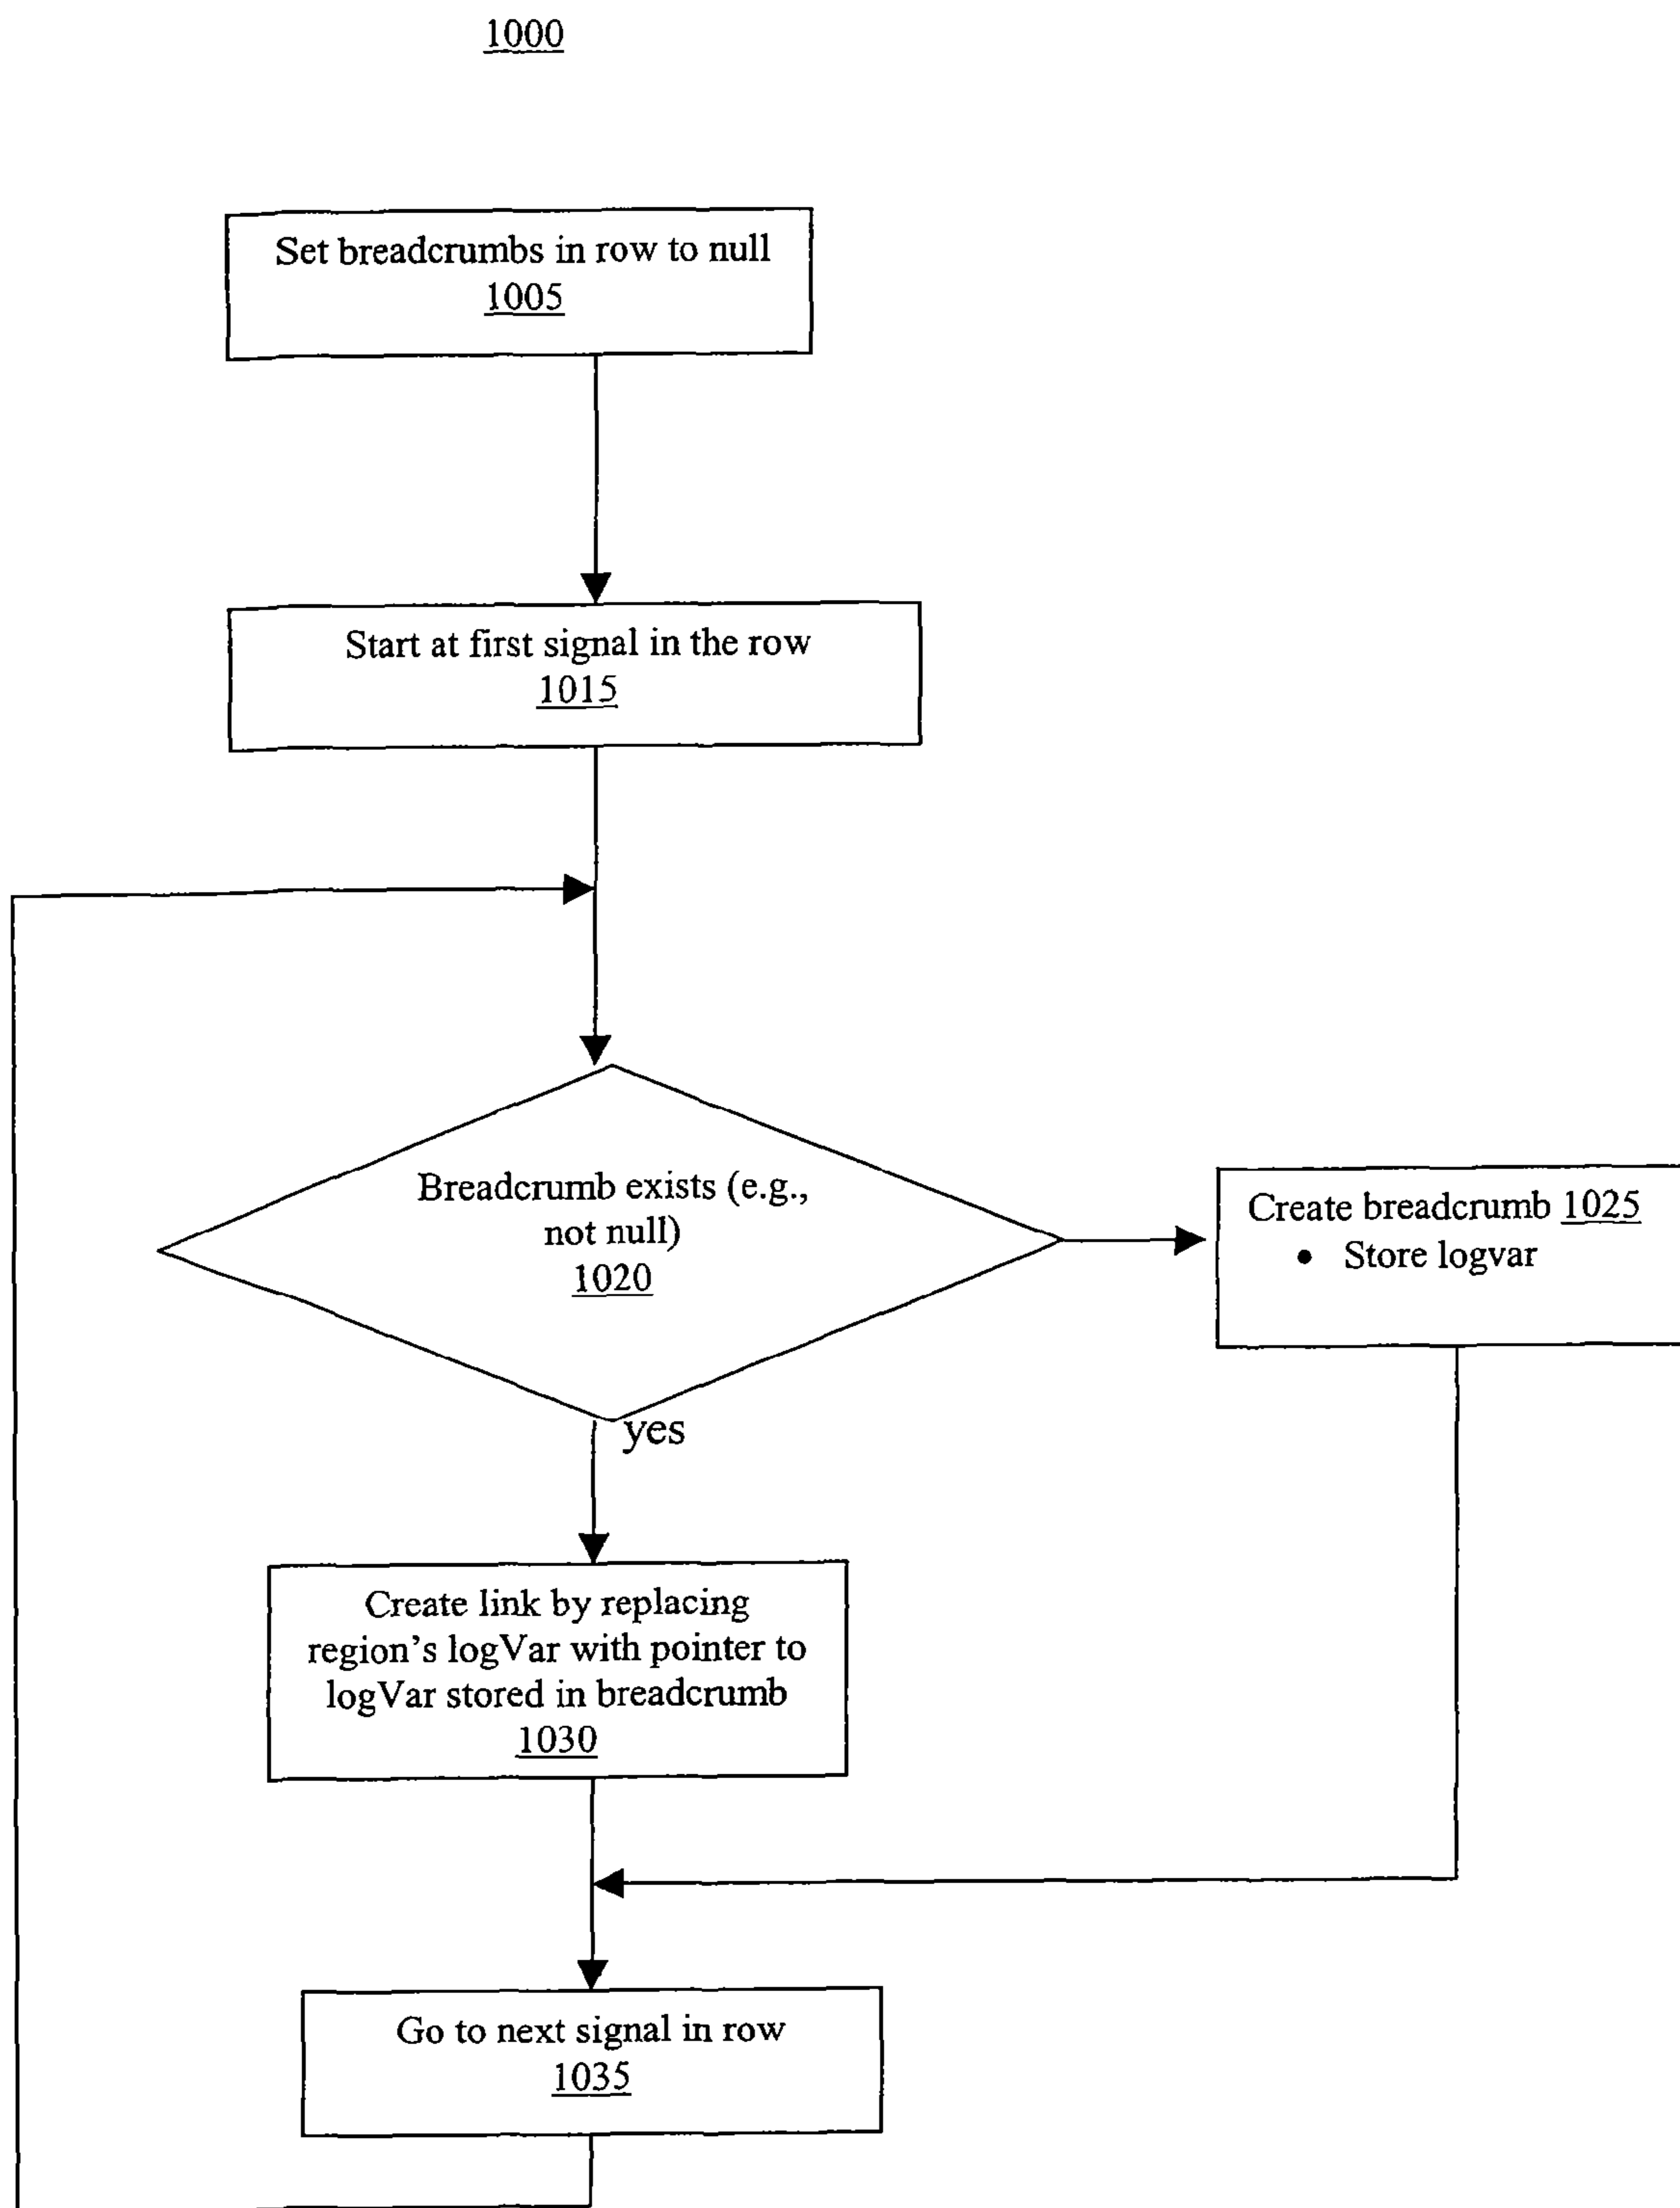 1000
Set breadcrumbs in row to null
1005
Start at first signal in the row
1015
Breadcrumb exists (e.g.,
not null)
1020
Create breadcrumb 1025
• Store logvar
yes
Create link by replacing
region's logVar with pointer to
logVar stored in breadcrumb
1030
Go to next signal in row
1035